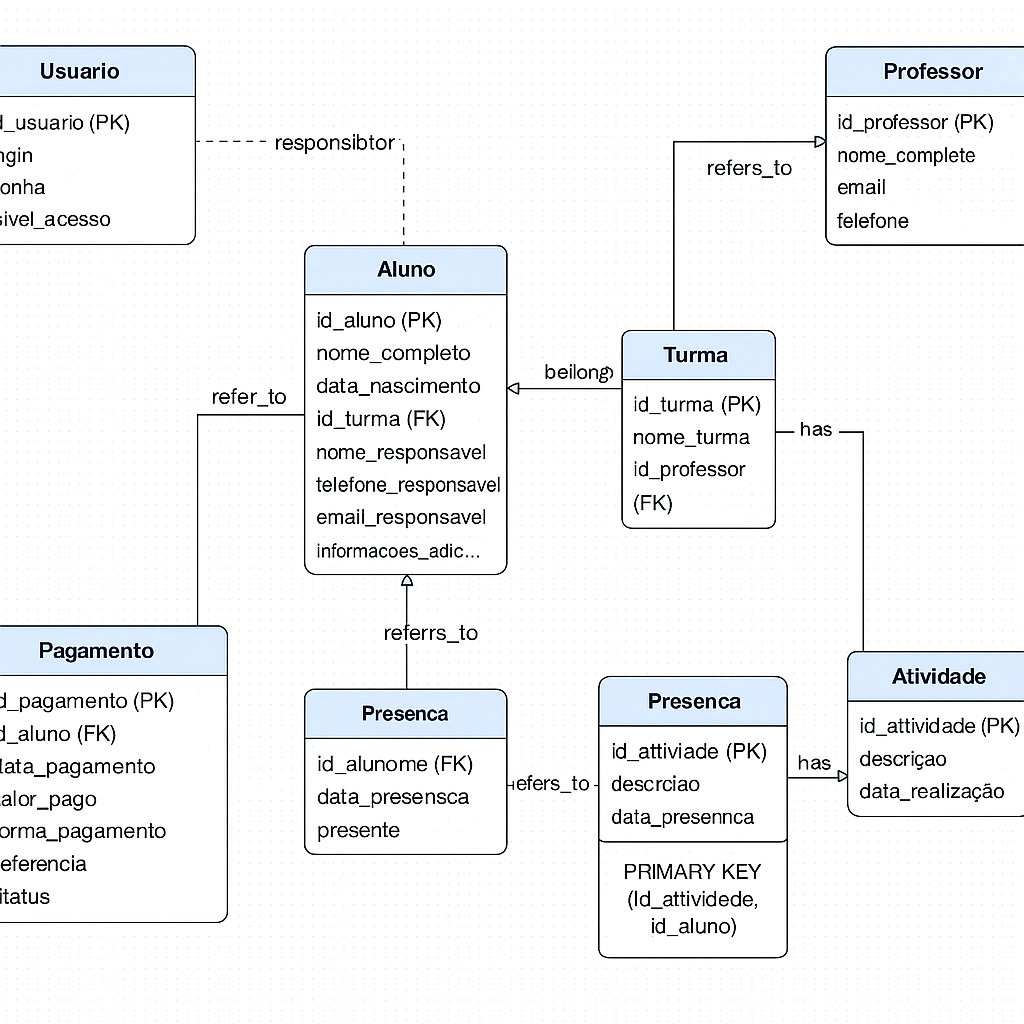 Usuario
d_usuario (PK)
ngin
onha
sivel_acesso
responsibtor
Professor
id_professor (PK)
nome_complete
email
felefone
refers_to
Aluno
id_aluno (PK)
nome_completo
data_nascimento
id_turma (FK)
nome_responsavel
telefone_responsavel
email_responsavel
informacoes_adic...
beilong
Turma
id_turma (PK)
nome_turma
id_professor
(FK)
has
refer_to
referrs_to
Pagamento
d_pagamento (PK)
d_aluno (FK)
lata_pagamento
alor_pago
orma_pagamento
eferencia
itatus
Presenca
id_alunome (FK)
data_presensca
presente
efers_to
Presenca
id_attiviade (PK)
descrciao
data_presennca
PRIMARY KEY
(Id_attividede,
id_aluno)
has
Atividade
id_attividade (PK)
descriçao
data_realização